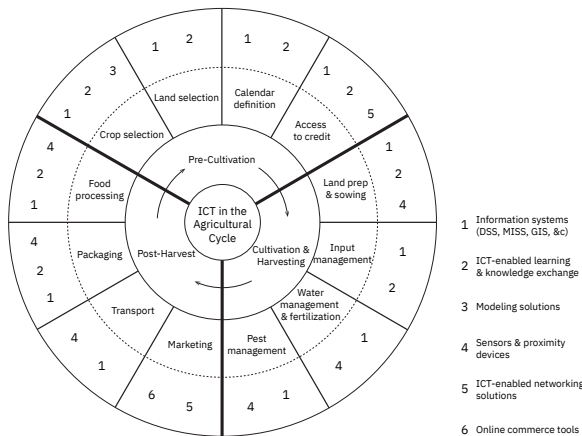 1 2
1 2
3
2
1
1
2
5
Land selection
Calendar
definition
Crop selection
Access
to credit
Pre-Cultivation
4
2
1
1
2
4
Food
processing
Land prep
& sowing
ICT in the
Agricultural
Cycle
4
2
1
Packaging
Post-Harvest
Cultivation &
Harvesting
Input
management
1
2
Transport
Water
management
& fertilization
4
1
1
4
Marketing
Pest
management
6 5
4 1
1 Information systems
(DSS, MISS, GIS, &c)
2 ICT-enabled learning
& knowledge exchange
3 Modeling solutions
4 Sensors & proximity
devices
5 ICT-enabled networking
solutions
6 Online commerce tools